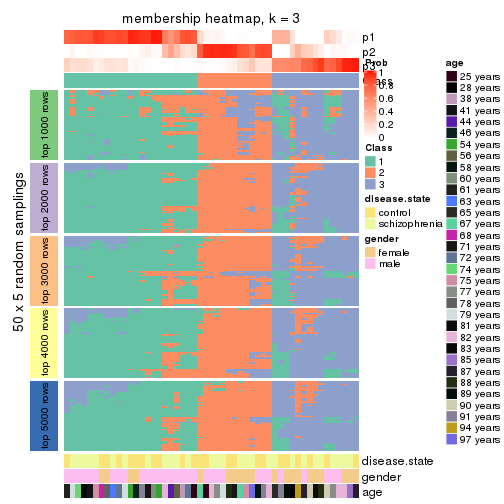 membership heatmap, k = 3
p1
p2
p3
Class
50 x 5 random samplings
top 1000 rows
top 2000 rows
top 3000 rows
top 4000 rows
top 5000 rows
disease.state
gender
age
Prob
1
0.8
0.6
0.4
0.2
0
Class
1
2
3
disease.state
control
schizophrenia
gender
female
male
age
25 years
28 years
38 years
41 years
44 years
46 years
54 years
56 years
58 years
60 years
61 years
63 years
65 years
67 years
68 years
71 years
72 years
74 years
75 years
77 years
78 years
79 years
81 years
82 years
83 years
85 years
87 years
88 years
89 years
90 years
91 years
94 years
97 years